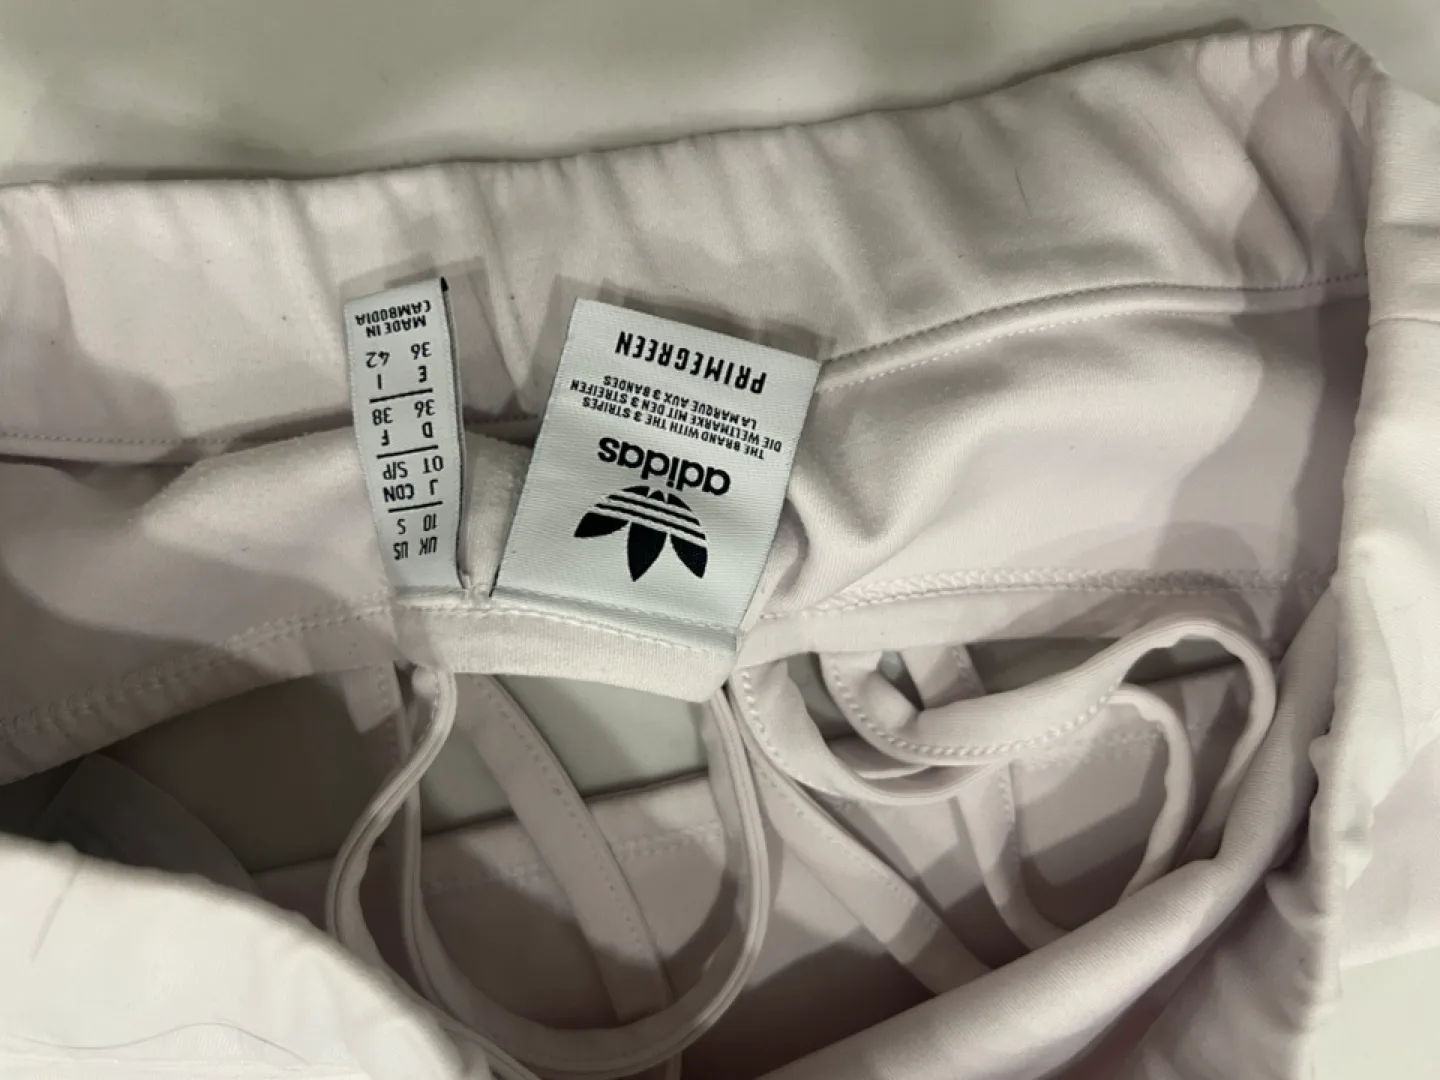 UK US
10 S
J CDN
OT S/P
D F
36 38
E I
36 42
MADE IN
CAMBODIA
adidas
THE BRAND WITH THE 3 STRIPES
DIE WELTMARKE MIT DEN 3 STREIFEN
LA MARQUE AUX 3 BANDES
PRIMEGREEN